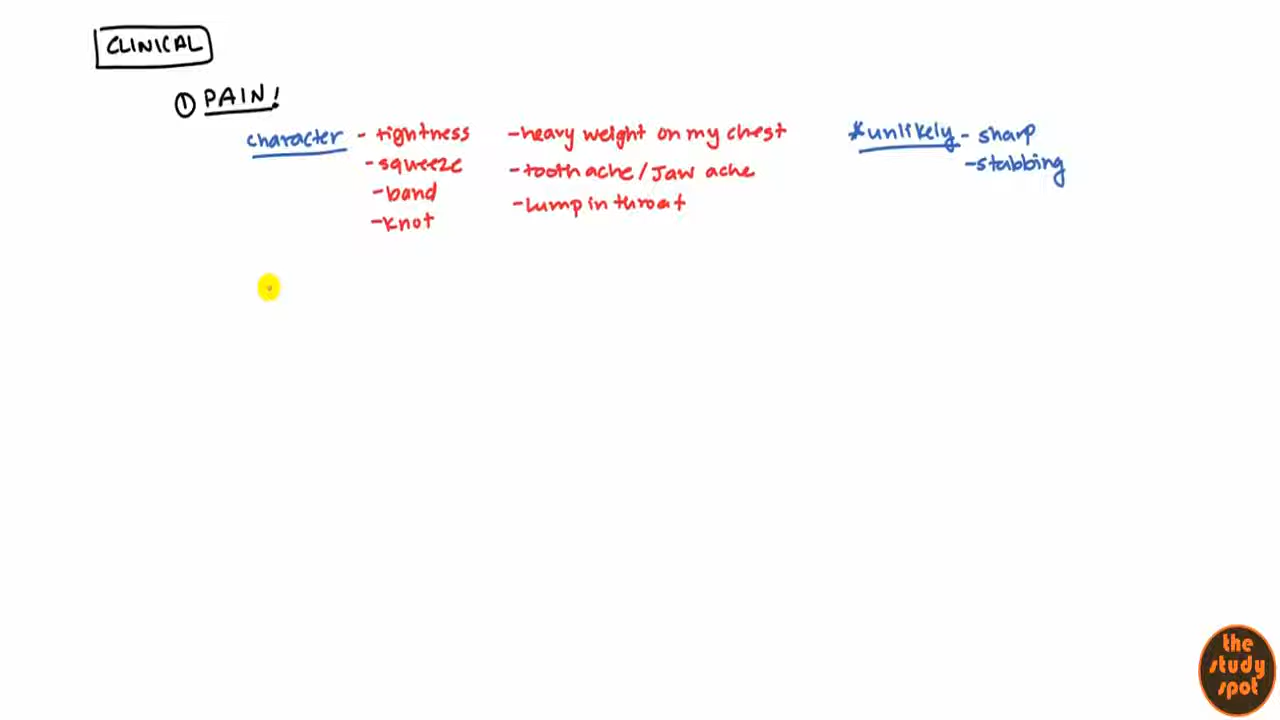 CLINICAL
① PAIN!
character - tightness
-squeeze
-band
-knot
-heavy weight on my chest
-tooth ache / Jaw ache
-lump in throat
*unlikely - sharp
-stabbing
the
study
spot